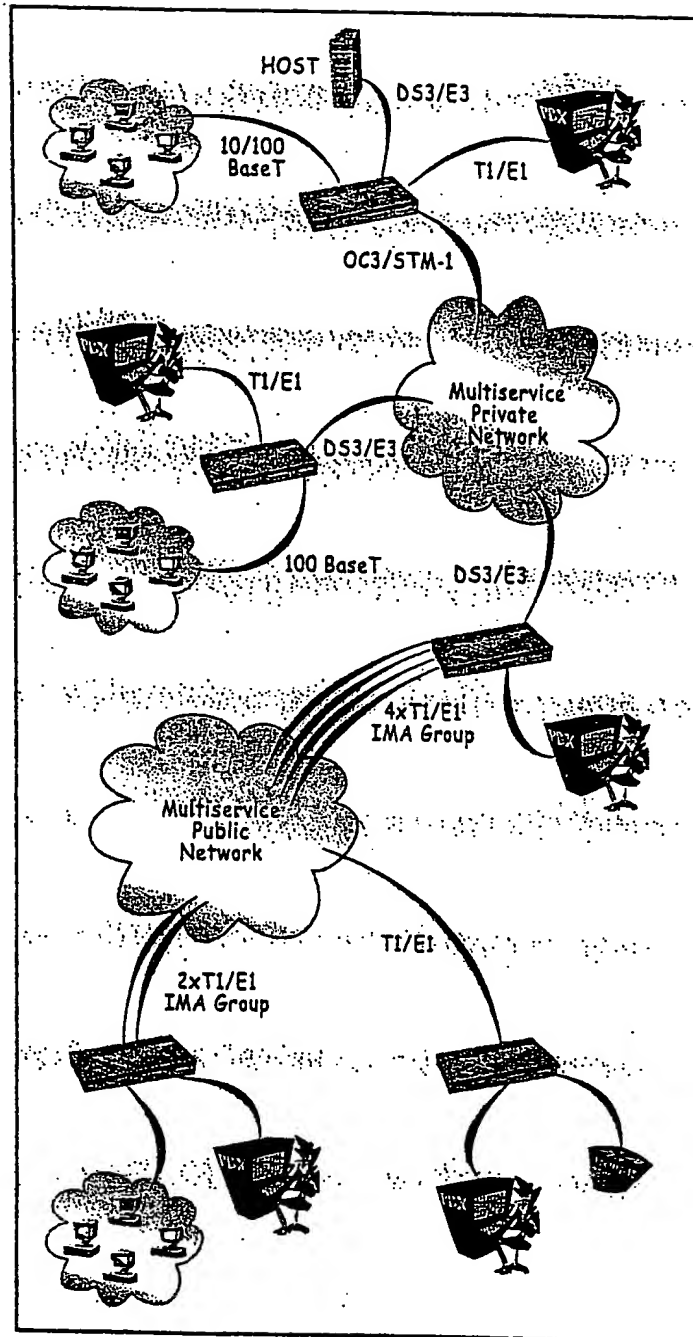 HOST
DS3/E3
10/100
BaseT
T1/E1
OC3/STM-1
T1/E1
Multiservice
Private
Network
DS3/E3
100 BaseT
DS3/E3
4xT1/E1
IMA Group
Multiservice
Public
Network
T1/E1
2xT1/E1
IMA Group